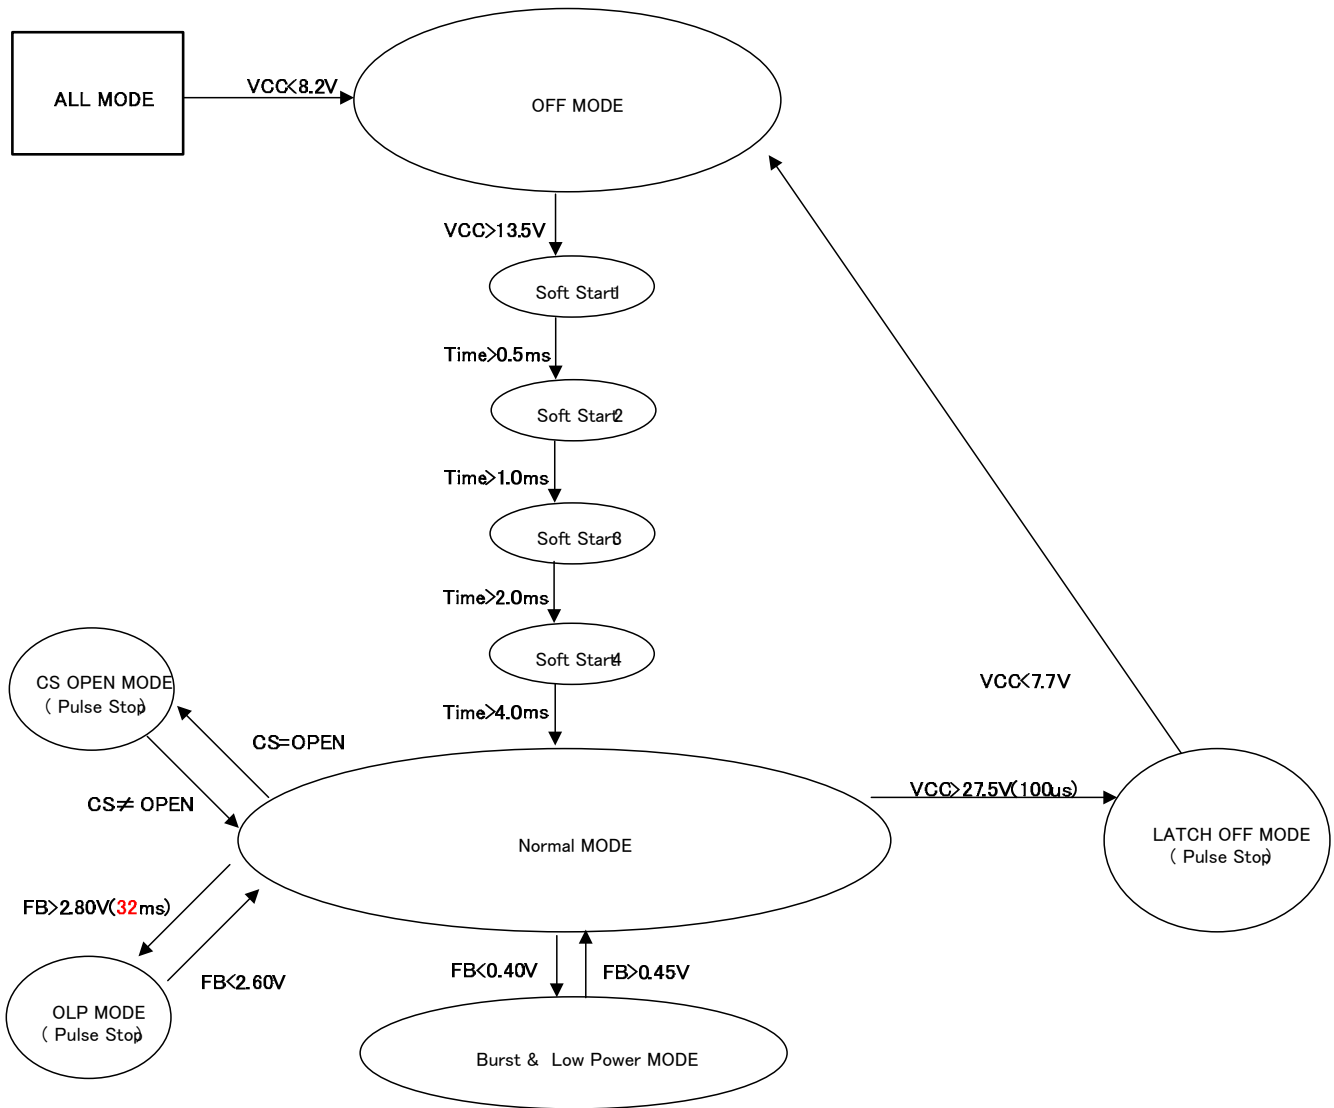 ALL MODE
VCC<8.2V
OFF MODE
VCC>13.5V
Soft Start1
Time>0.5ms
Soft Start2
Time>1.0ms
Soft Start3
Time>2.0ms
Soft Start4
Time>4.0ms
CS OPEN MODE
( Pulse Stop)
CS=OPEN
CS≠ OPEN
VCC<7.7V
Normal MODE
VCC>27.5V(100us)
LATCH OFF MODE
( Pulse Stop)
FB>2.80V(32ms)
FB<2.60V
OLP MODE
( Pulse Stop)
FB<0.40V
FB>0.45V
Burst & Low Power MODE